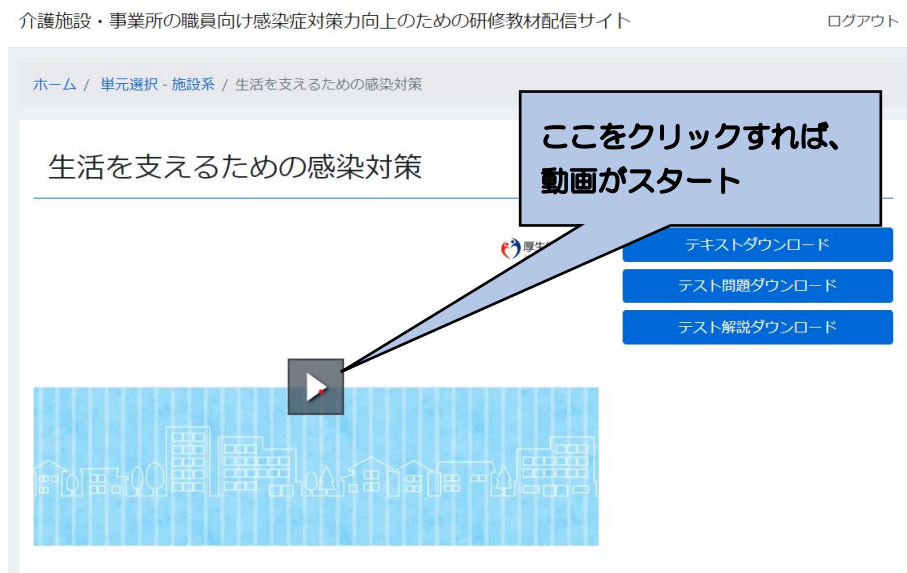 介護施設・事業所の職員向け感染症対策力向上のための研修教材配信サイト
ログアウト
ホーム / 単元選択 - 施設系 / 生活を支えるための感染対策
ここをクリックすれば、
動画がスタート
生活を支えるための感染対策
厚生
テキストダウンロード
テスト問題ダウンロード
テスト解説ダウンロード